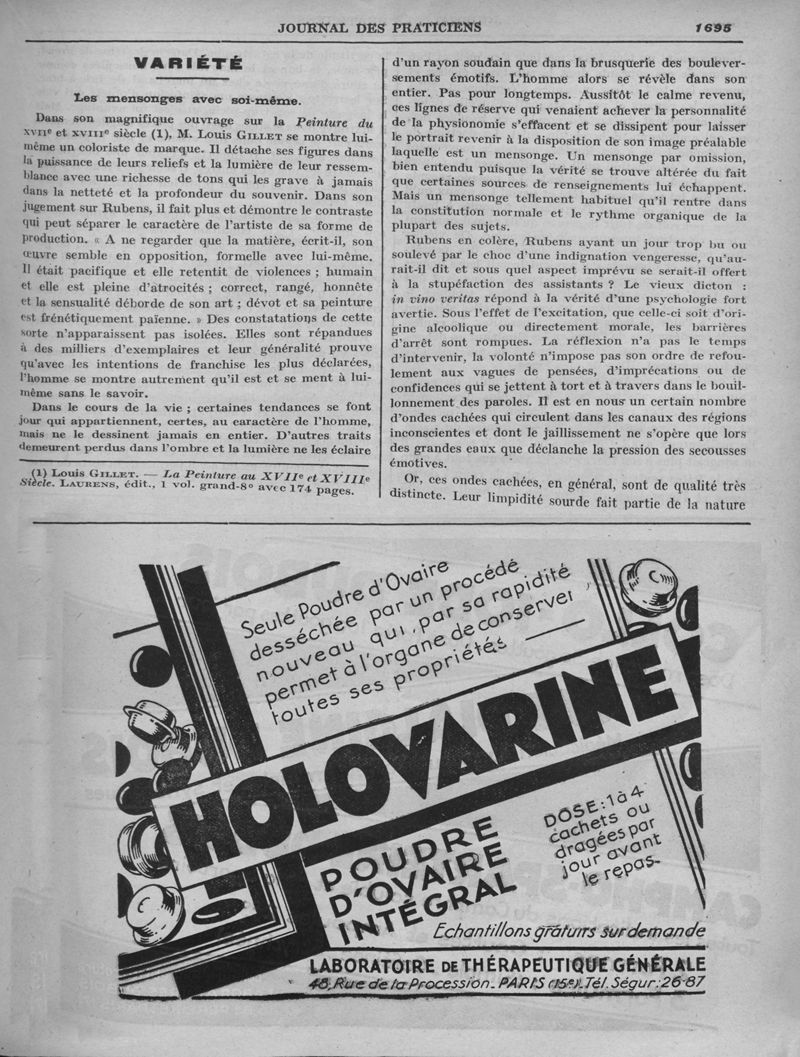 JOURNAL DES PRATICIENS 1695
VARIÉTÉ
Les mensonges avec soi-même.
Dans son magnifique ouvrage sur la Peinture du
XVIIe et XVIIIe siècle (1), M. Louis GILLET se montre lui-
même un coloriste de marque. Il détache ses figures dans
la puissance de leurs reliefs et la lumière de leur ressem-
blance avec une richesse de tons qui les grave à jamais
dans la netteté et la profondeur du souvenir. Dans son
jugement sur Rubens, il fait plus et démontre le contraste
qui peut séparer le caractère de l'artiste de sa forme de
production. « A ne regarder que la matière, écrit-il, son
œuvre semble en opposition, formelle avec lui-même.
Il était pacifique et elle retentit de violences ; humain
et elle est pleine d'atrocités ; correct, rangé, honnête
et la sensualité déborde de son art ; dévot et sa peinture
est frénétiquement païenne. » Des constatations de cette
sorte n'apparaissent pas isolées. Elles sont répandues
à des milliers d'exemplaires et leur généralité prouve
qu'avec les intentions de franchise les plus déclarées,
l'homme se montre autrement qu'il est et se ment à lui-
même sans le savoir.
Dans le cours de la vie ; certaines tendances se font
jour qui appartiennent, certes, au caractère de l'homme,
mais ne le dessinent jamais en entier. D'autres traits
demeurent perdus dans l'ombre et la lumière ne les éclaire
(1) Louis GILLET. — La Peinture au XVIIe et XVIIIe
Siècle. LAURENS, édit., 1 vol. grand-8° avec 174 pages.
d'un rayon soudain que dans la brusquerie des boulever-
sements émotifs. L'homme alors se révèle dans son
entier. Pas pour longtemps. Aussitôt le calme revenu,
ces lignes de réserve qui venaient achever la personnalité
de la physionomie s'effacent et se dissipent pour laisser
le portrait revenir à la disposition de son image préalable
laquelle est un mensonge. Un mensonge par omission,
bien entendu puisque la vérité se trouve altérée du fait
que certaines sources de renseignements lui échappent.
Mais un mensonge tellement habituel qu'il rentre dans
la constitution normale et le rythme organique de la
plupart des sujets.
Rubens en colère, Rubens ayant un jour trop bu ou
soulevé par le choc d'une indignation vengeresse, qu'au-
rait-il dit et sous quel aspect imprévu se serait-il offert
à la stupéfaction des assistants ? Le vieux dicton :
in vino veritas répond à la vérité d'une psychologie fort
avertie. Sous l'effet de l'excitation, que celle-ci soit d'ori-
gine alcoolique ou directement morale, les barrières
d'arrêt sont rompues. La réflexion n'a pas le temps
d'intervenir, la volonté n'impose pas son ordre de refou-
lement aux vagues de pensées, d'imprécations ou de
confidences qui se jettent à tort et à travers dans le bouil-
lonnement des paroles. Il est en nous un certain nombre
d'ondes cachées qui circulent dans les canaux des régions
inconscientes et dont le jaillissement ne s'opère que lors
des grandes eaux que déclanche la pression des secousses
émotives.
Or, ces ondes cachées, en général, sont de qualité très
distincte. Leur limpidité sourde fait partie de la nature
Seule Poudre d'Ovaire
desséchée par un procédé
nouveau qui, par sa rapidité
permet à l'organe de conserver
toutes ses propriétés
HOLOVARINE
POUDRE
D'OVAIRE
INTÉGRAL
DOSE : 1 à 4
cachets ou
dragées par
jour avant
le repas.
Echantillons gratuits sur demande
LABORATOIRE DE THÉRAPEUTIQUE GÉNÉRALE
48, Rue de la Procession. PARIS (15e). Tél. Ségur : 26-87